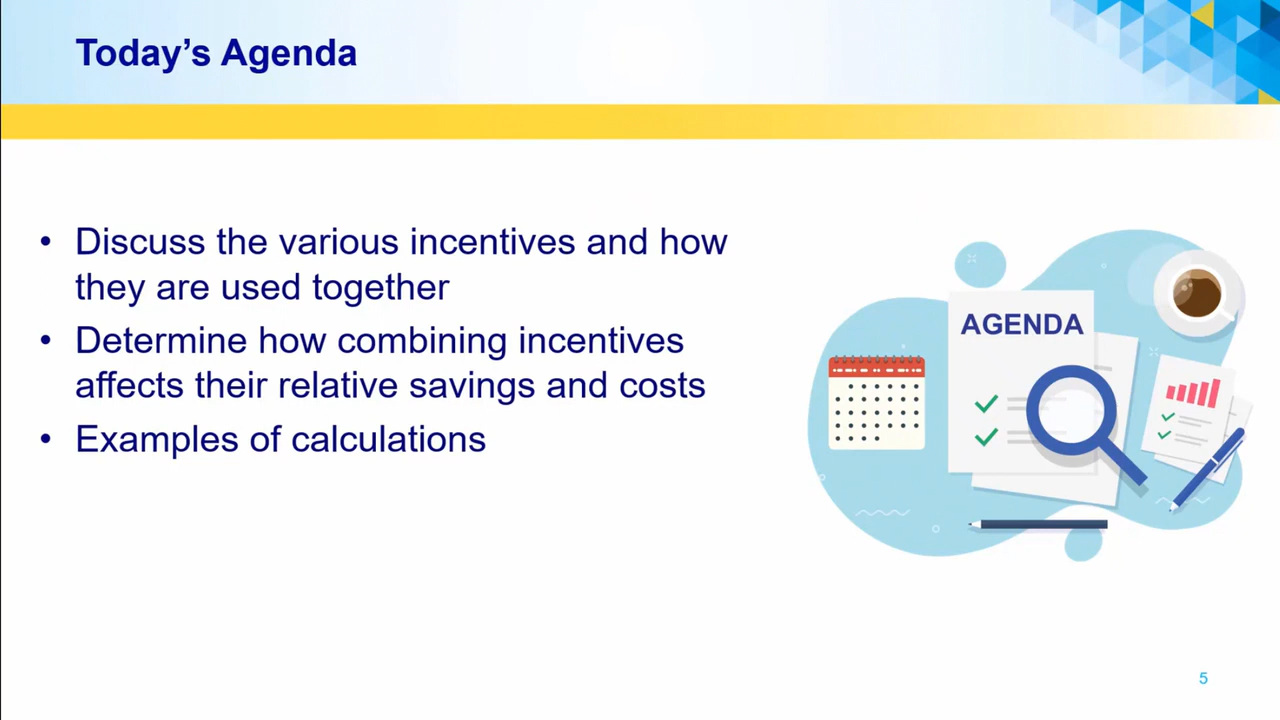 Today’s Agenda
• Discuss the various incentives and how
they are used together
• Determine how combining incentives
affects their relative savings and costs
• Examples of calculations
AGENDA
5